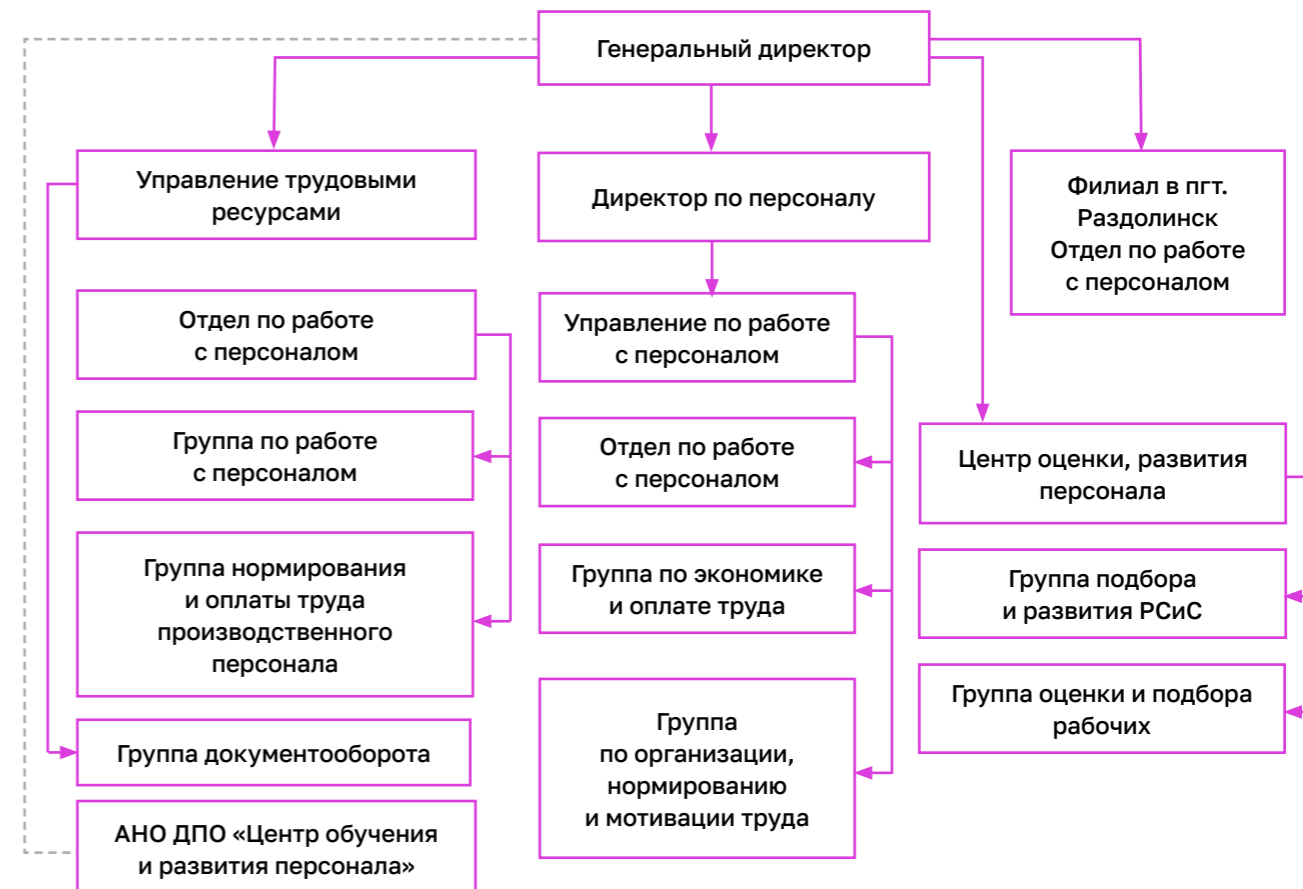 Генеральный директор
Управление трудовыми
ресурсами
Директор по персоналу
Филиал в пгт.
Раздолинск
Отдел по работе
с персоналом
Отдел по работе
с персоналом
Управление по работе
с персоналом
Группа по работе
с персоналом
Отдел по работе
с персоналом
Центр оценки, развития
персонала
Группа нормирования
и оплаты труда
производственного
персонала
Группа по экономике
и оплате труда
Группа подбора
и развития РСиС
Группа оценки и подбора
рабочих
Группа документооборота
Группа
по организации,
нормированию
и мотивации труда
АНО ДПО «Центр обучения
и развития персонала»